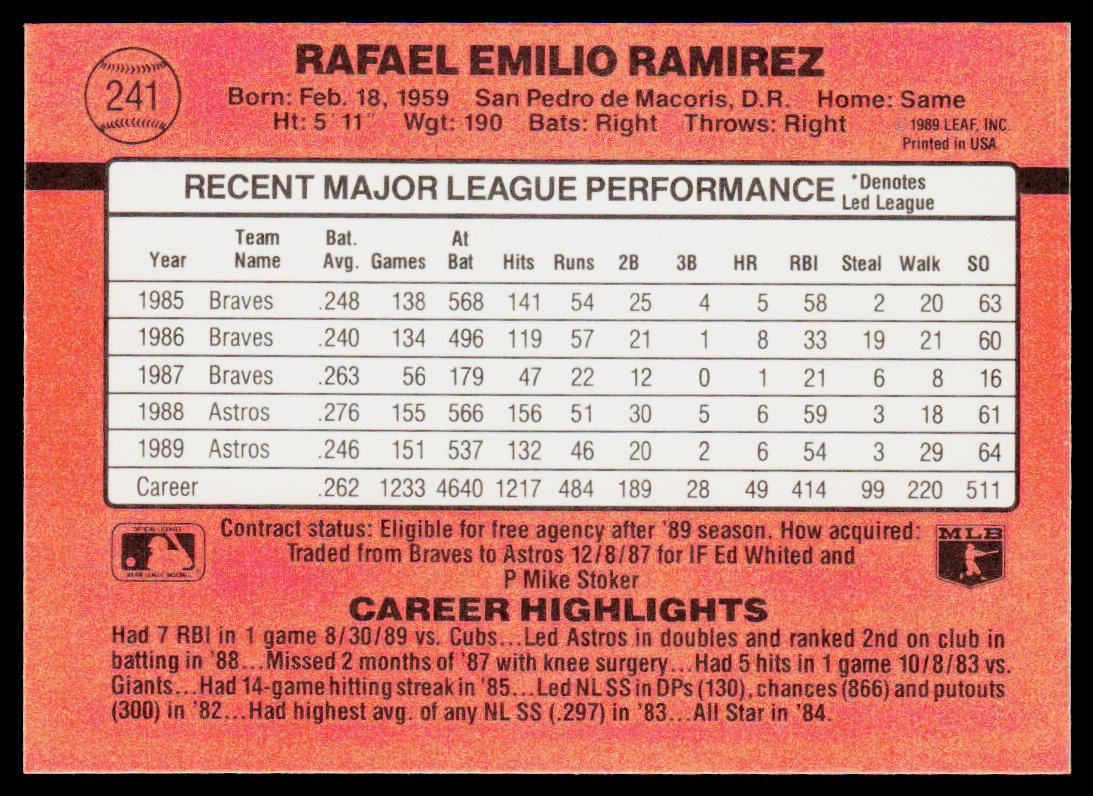 241
RAFAEL EMILIO RAMIREZ
Born: Feb. 18, 1959 San Pedro de Macoris, D.R. Home: Same
Ht: 5' 11" Wgt: 190 Bats: Right Throws: Right
© 1989 LEAF, INC.
Printed in USA
RECENT MAJOR LEAGUE PERFORMANCE *Denotes Led League
Year Team Name Bat. Avg. Games At Bat Hits Runs 2B 3B HR RBI Steal Walk SO
1985 Braves .248 138 568 141 54 25 4 5 58 2 20 63
1986 Braves .240 134 496 119 57 21 1 8 33 19 21 60
1987 Braves .263 56 179 47 22 12 0 1 21 6 8 16
1988 Astros .276 155 566 156 51 30 5 6 59 3 18 61
1989 Astros .246 151 537 132 46 20 2 6 54 3 29 64
Career .262 1233 4640 1217 484 189 28 49 414 99 220 511
OFFICIAL LICENSEE
MAJOR LEAGUE BASEBALL
Contract status: Eligible for free agency after '89 season. How acquired:
Traded from Braves to Astros 12/8/87 for IF Ed Whited and
P Mike Stoker
MLB
CAREER HIGHLIGHTS
Had 7 RBI in 1 game 8/30/89 vs. Cubs...Led Astros in doubles and ranked 2nd on club in
batting in '88...Missed 2 months of '87 with knee surgery...Had 5 hits in 1 game 10/8/83 vs.
Giants...Had 14-game hitting streak in '85...Led NL SS in DPs (130), chances (866) and putouts
(300) in '82...Had highest avg. of any NL SS (.297) in '83...All Star in '84.